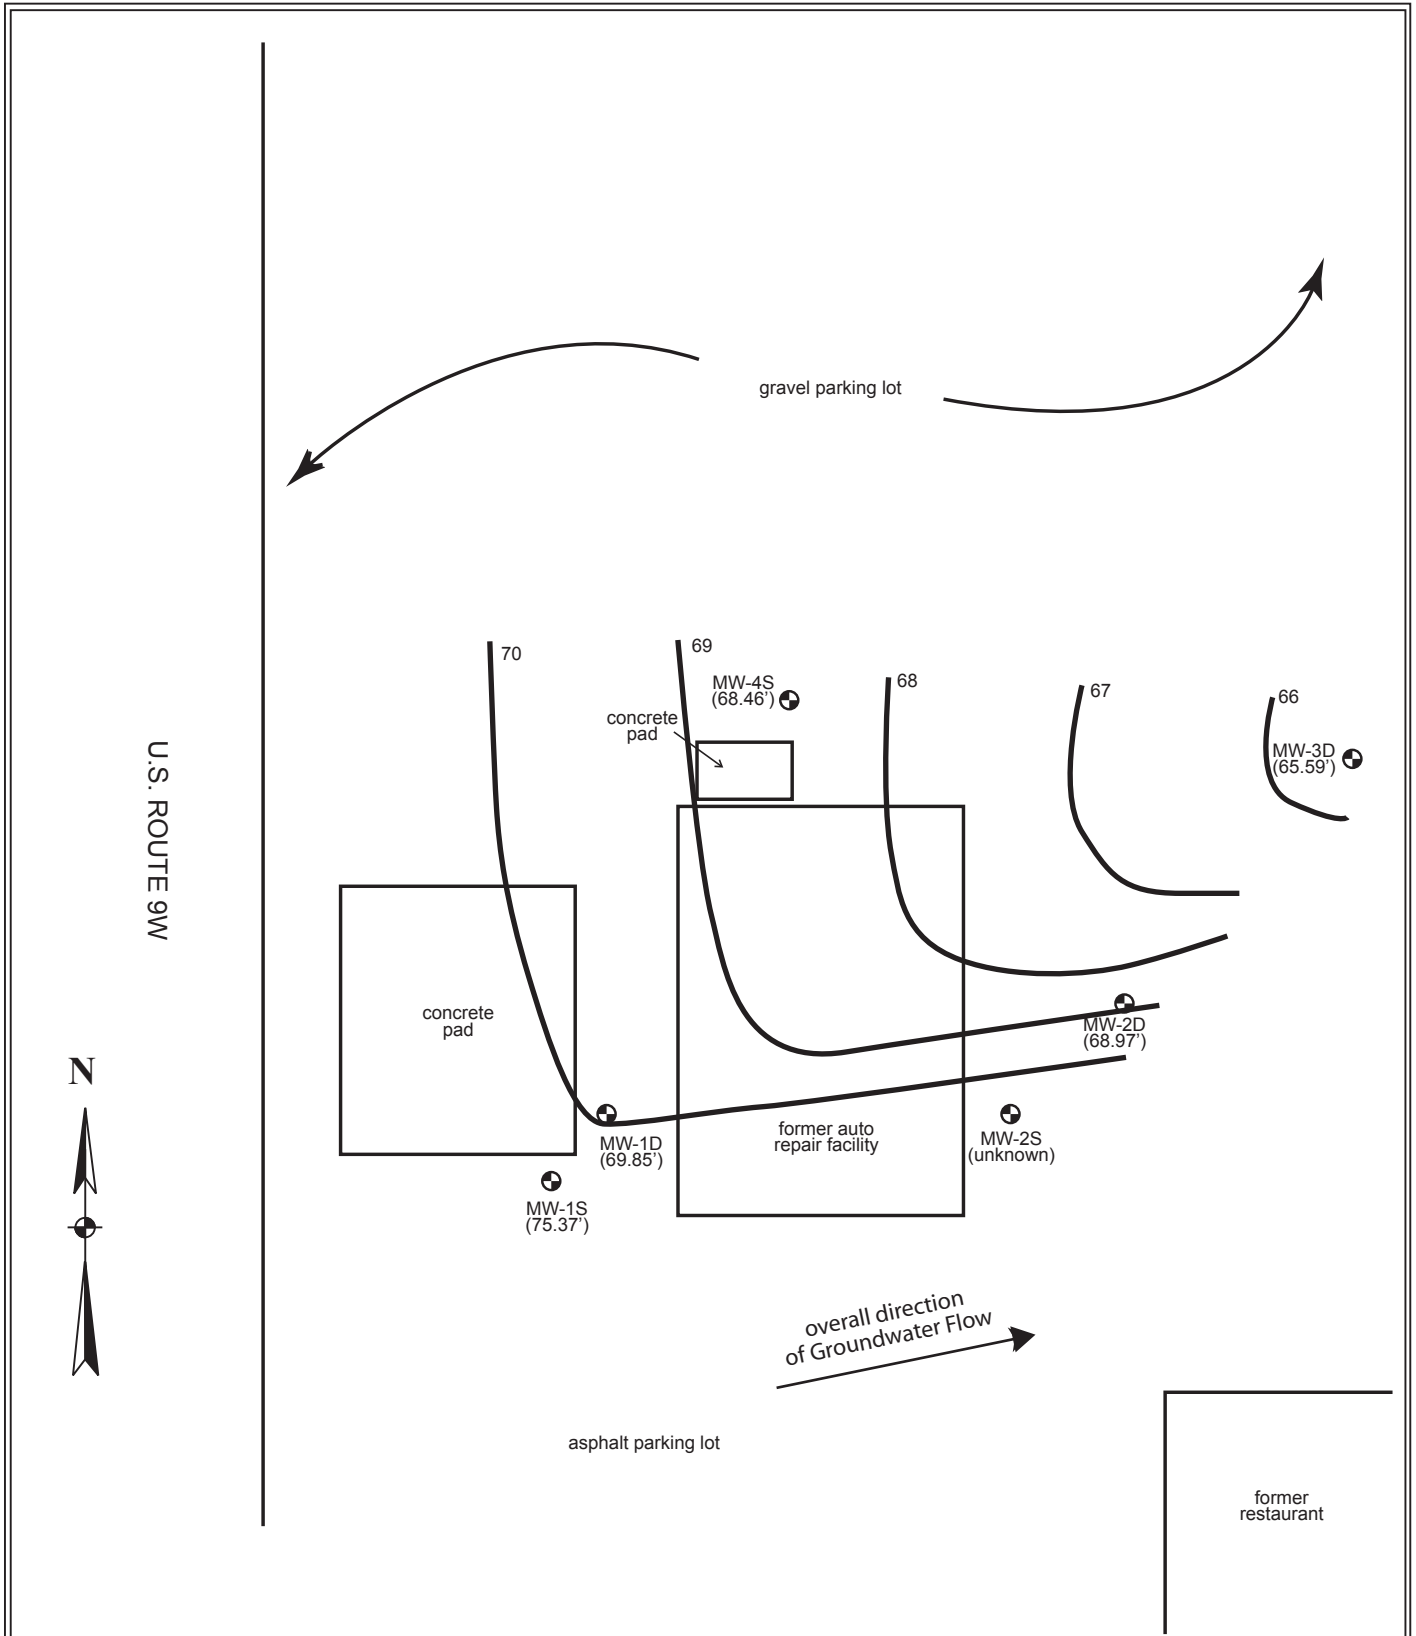 gravel parking lot
70
69
MW-4S
(68.46’)
68
67
66
concrete
pad
MW-3D
(65.59’)
U.S. ROUTE 9W
concrete
pad
N
MW-2D
(68.97’)
MW-1D
(69.85’)
former auto
repair facility
MW-2S
(unknown)
MW-1S
(75.37’)
overall direction
of Groundwater Flow
asphalt parking lot
former
restaurant